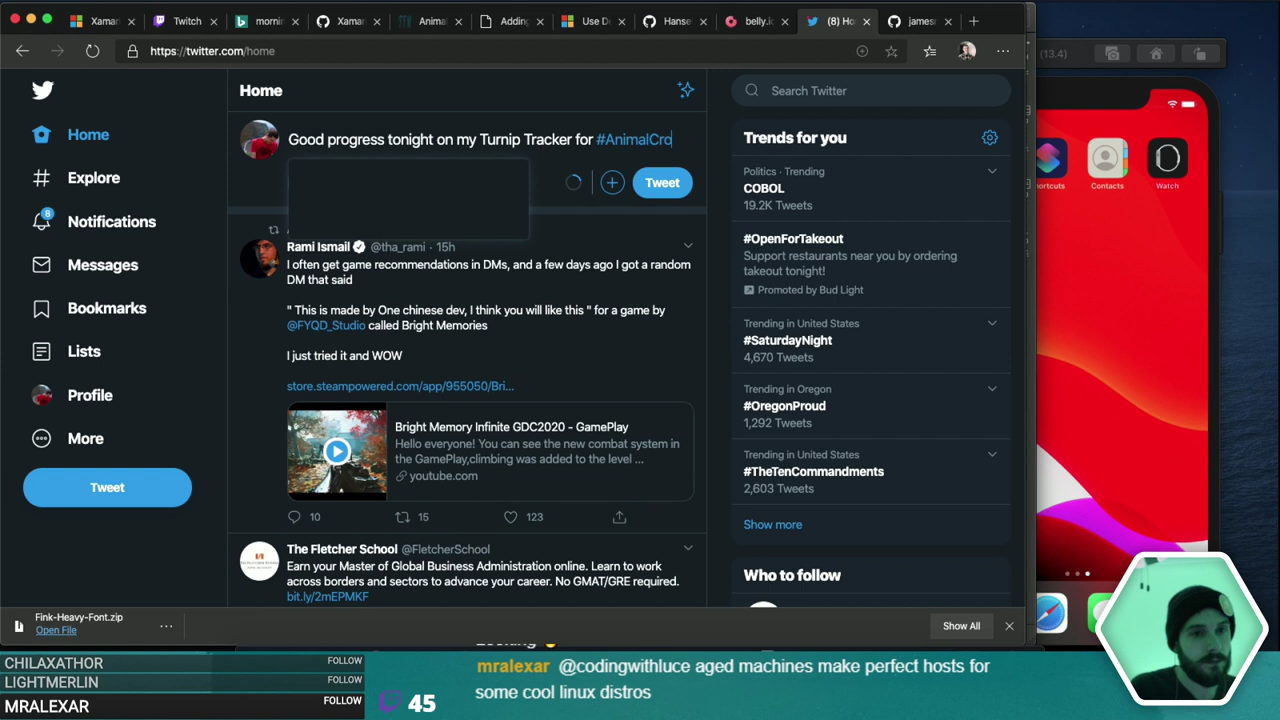 Xamari
Twitch
mornin
Xamar
Animal
Adding
Use D
Hanse
belly.io
(8) Ho
jamesm
https://twitter.com/home
(13.4)
Home
Search Twitter
Home
Explore
8
Notifications
Messages
Bookmarks
Lists
Profile
More
Tweet
Good progress tonight on my Turnip Tracker for #AnimalCro
Tweet
Rami Ismail @tha_rami · 15h
I often get game recommendations in DMs, and a few days ago I got a random
DM that said
" This is made by One chinese dev, I think you will like this " for a game by
@FYQD_Studio called Bright Memories
I just tried it and WOW
store.steampowered.com/app/955050/Bri...
Bright Memory Infinite GDC2020 - GamePlay
Hello everyone! You can see the new combat system in
the GamePlay,climbing was added to the level ...
youtube.com
10
15
123
The Fletcher School @FletcherSchool
Earn your Master of Global Business Administration online. Learn to work
across borders and sectors to advance your career. No GMAT/GRE required.
bit.ly/2mEPMKF
Trends for you
Politics · Trending
COBOL
19.2K Tweets
#OpenForTakeout
Support restaurants near you by ordering
takeout tonight!
Promoted by Bud Light
Trending in United States
#SaturdayNight
4,670 Tweets
Trending in Oregon
#OregonProud
1,292 Tweets
Trending in United States
#TheTenCommandments
2,603 Tweets
Show more
Who to follow
ortcuts
Contacts
Watch
Fink-Heavy-Font.zip
Open File
Show All
CHILAXATHOR FOLLOW
LIGHTMERLIN FOLLOW
MRALEXAR FOLLOW
45
mralexar @codingwithluce aged machines make perfect hosts for
some cool linux distros